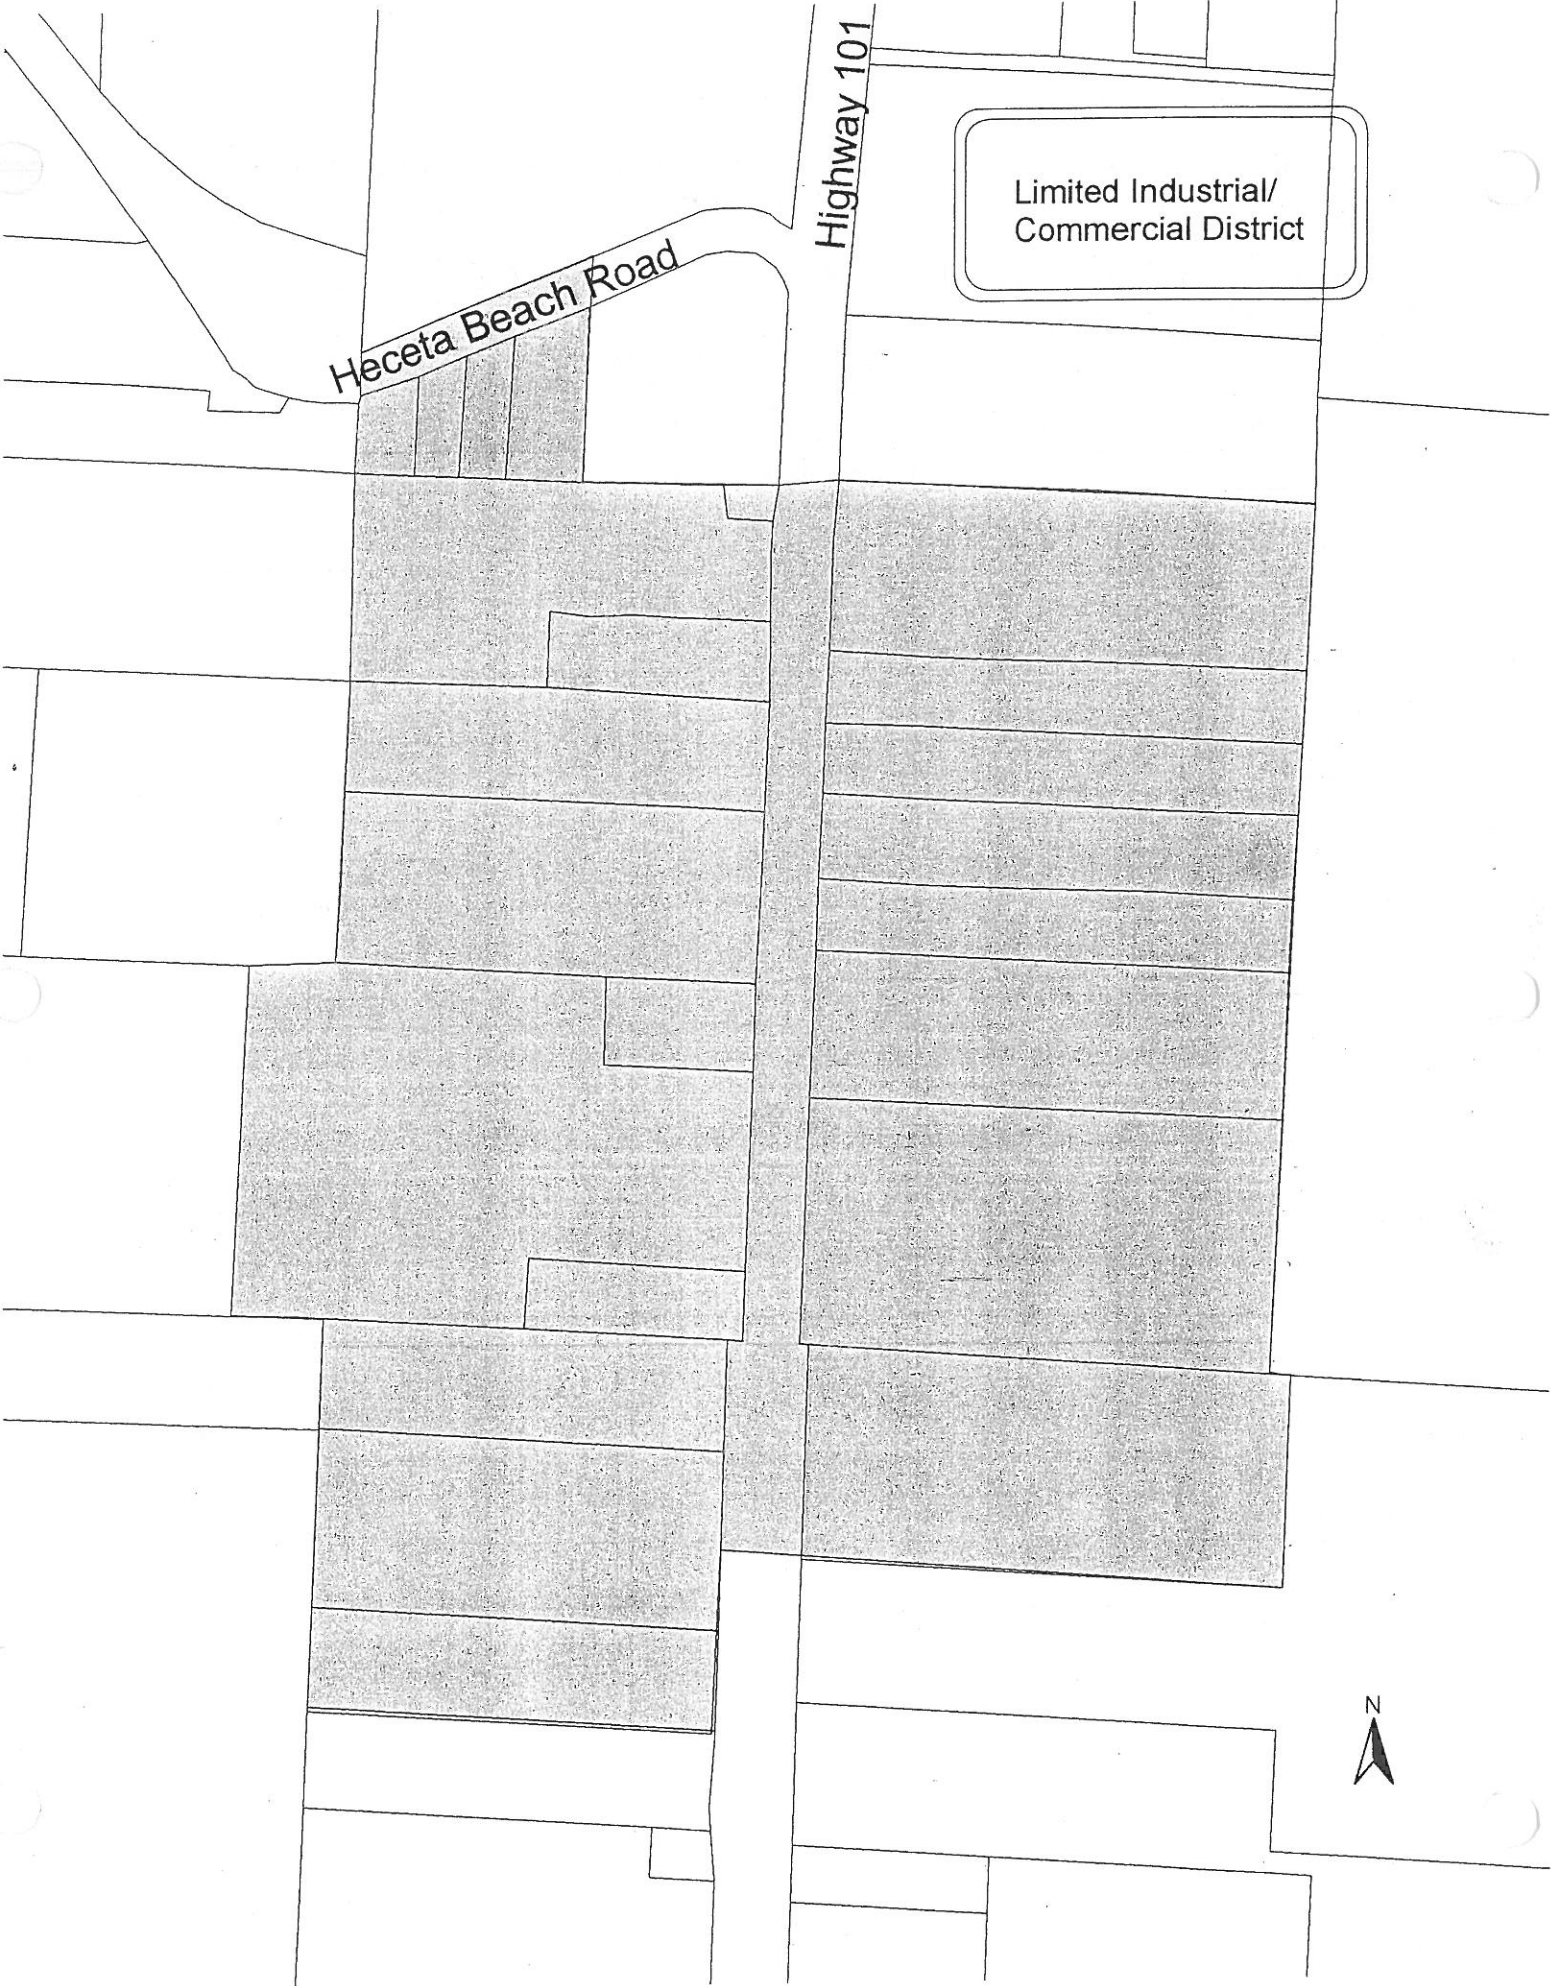 Highway 101
Limited Industrial/
Commercial District
Heceta Beach Road
N